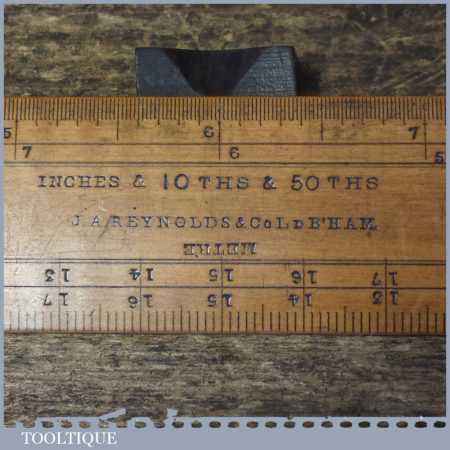 5 6 7
7 6 5
INCHES & 10THS & 50THS
J.A REYNOLDS & Co LD B'HAM
METRE
13 14 15 16 17
17 16 15 14 13
TOOLTIQUE